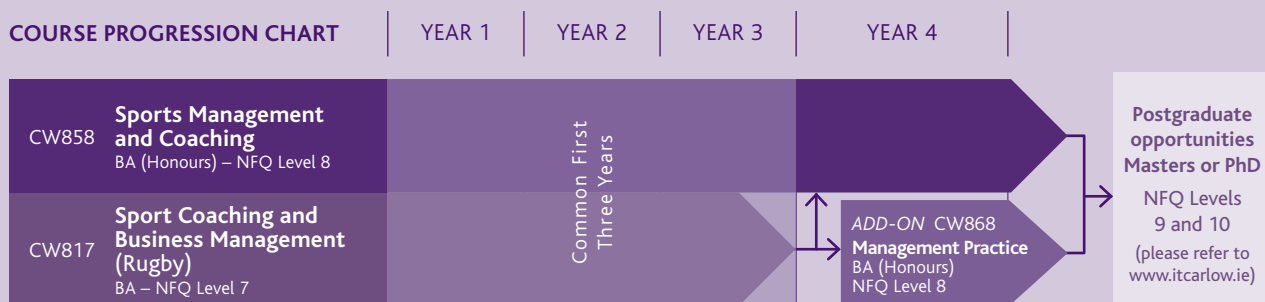 COURSE PROGRESSION CHART
YEAR 1
YEAR 2
YEAR 3
YEAR 4
CW858
Sports Management
and Coaching
BA (Honours) – NFQ Level 8
CW817
Sport Coaching and
Business Management
(Rugby)
BA – NFQ Level 7
Common First
Three Years
ADD-ON CW868
Management Practice
BA (Honours)
NFQ Level 8
Postgraduate
opportunities
Masters or PhD
NFQ Levels
9 and 10
(please refer to
www.itcarlow.ie)